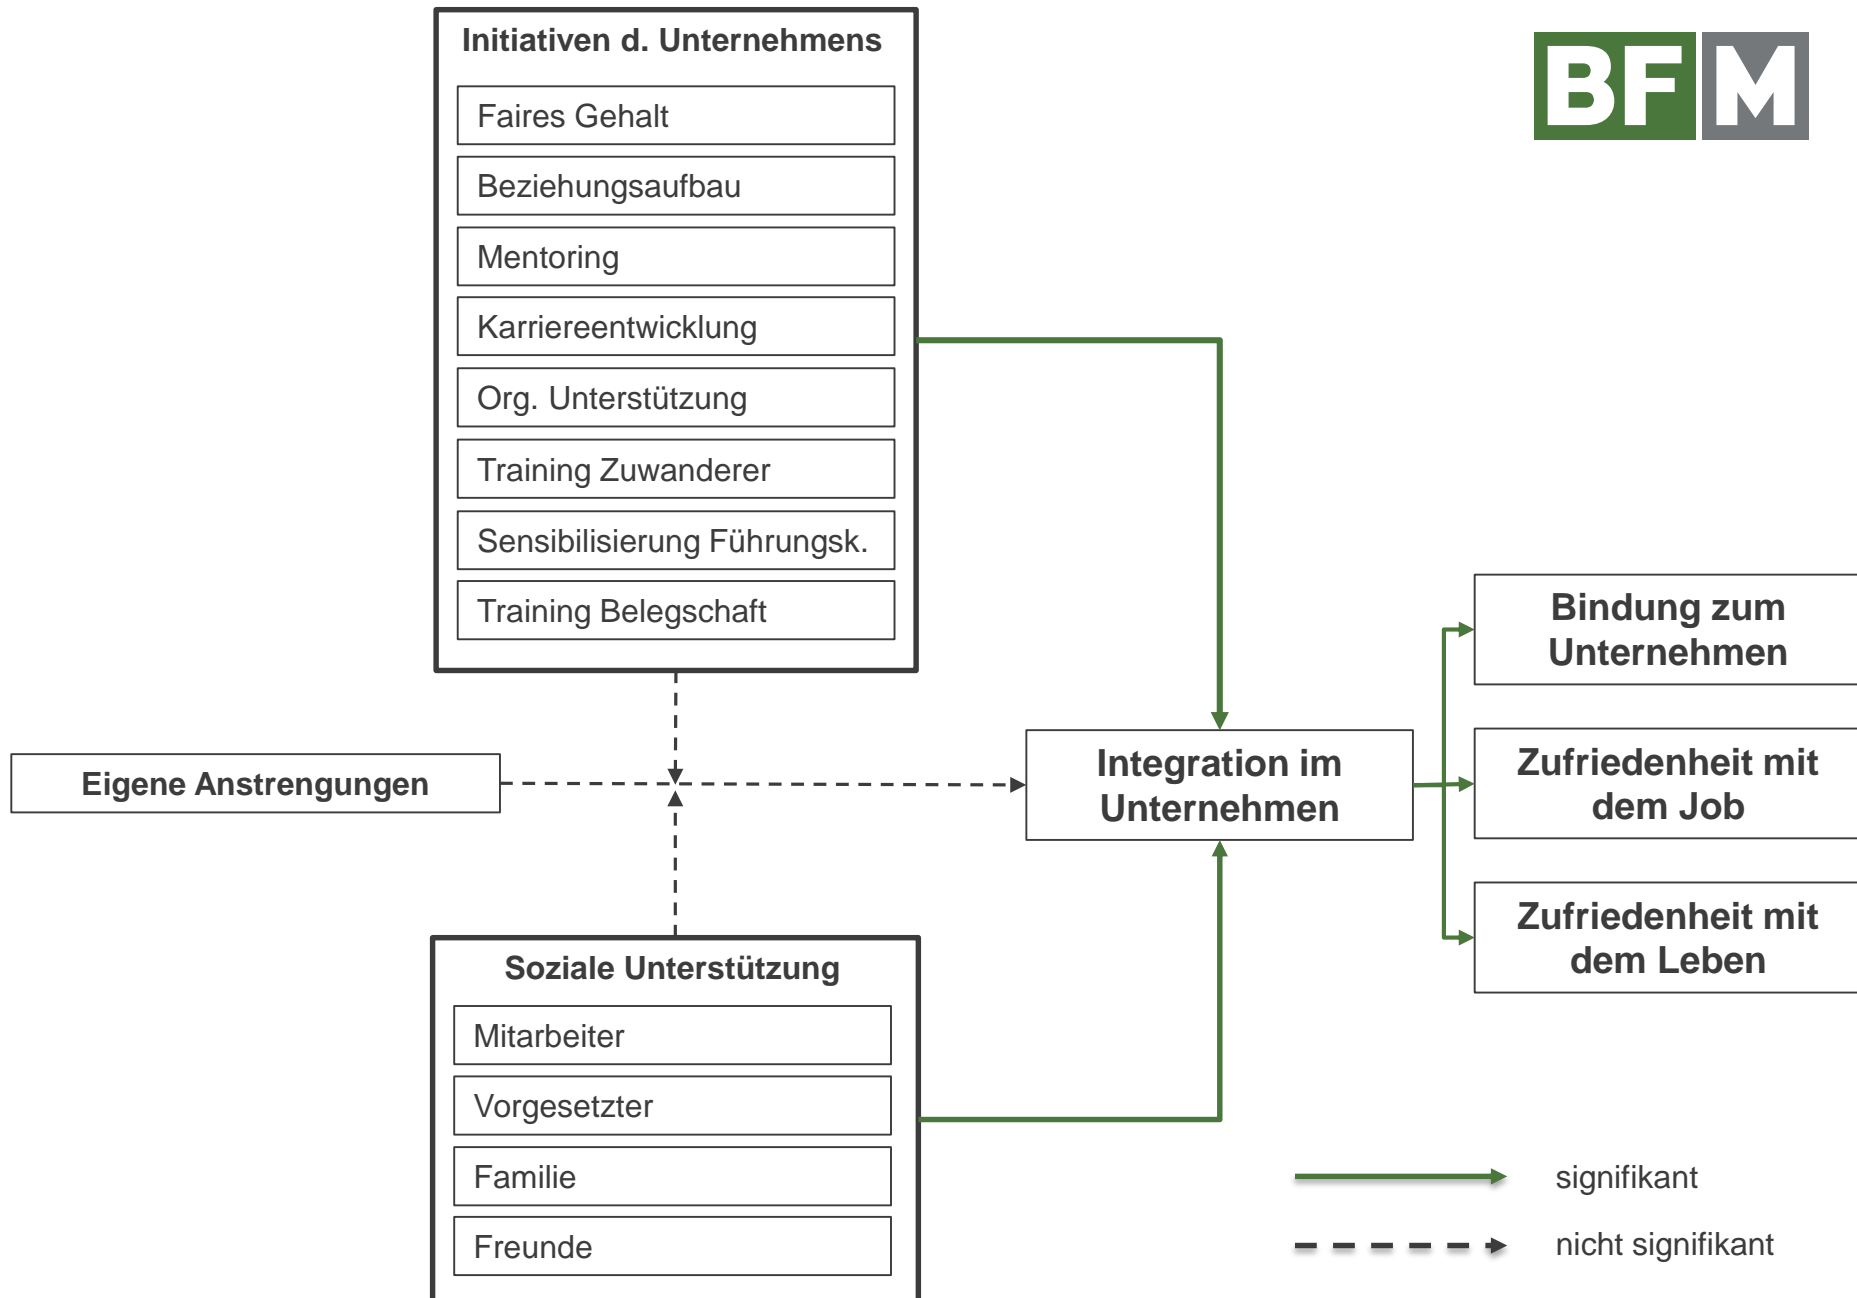 Initiativen d. Unternehmens
Faires Gehalt
Beziehungsaufbau
Mentoring
Karriereentwicklung
Org. Unterstützung
Training Zuwanderer
Sensibilisierung Führungsk.
Training Belegschaft
BFM
Eigene Anstrengungen
Integration im
Unternehmen
Bindung zum
Unternehmen
Zufriedenheit mit
dem Job
Zufriedenheit mit
dem Leben
Soziale Unterstützung
Mitarbeiter
Vorgesetzter
Familie
Freunde
signifikant
nicht signifikant